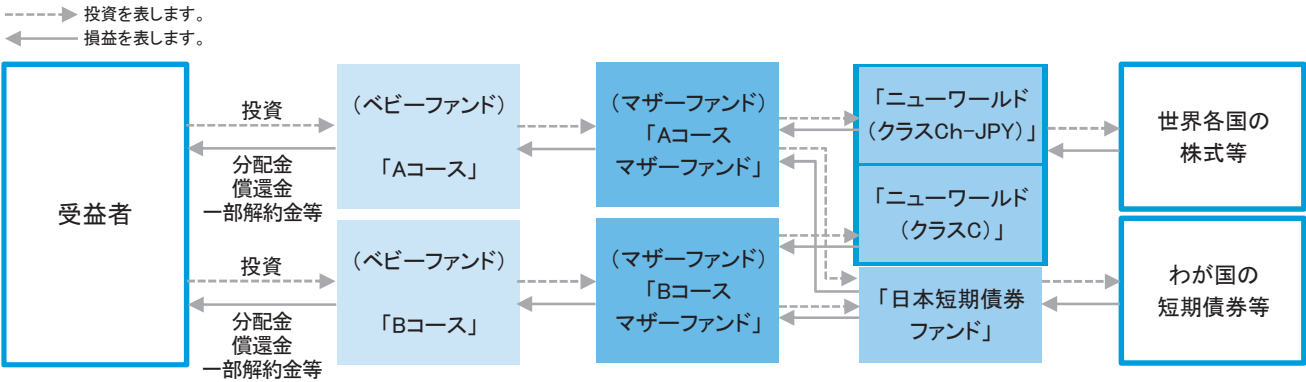 投資を表します。
損益を表します。
受益者
投資
分配金
償還金
一部解約金等
投資
分配金
償還金
一部解約金等
（ベビーファンド）
「Aコース」
（ベビーファンド）
「Bコース」
（マザーファンド）
「Aコース
マザーファンド」
（マザーファンド）
「Bコース
マザーファンド」
「ニューワールド
（クラスCh-JPY）」
「ニューワールド
（クラスC）」
「日本短期債券
ファンド」
世界各国の
株式等
わが国の
短期債券等